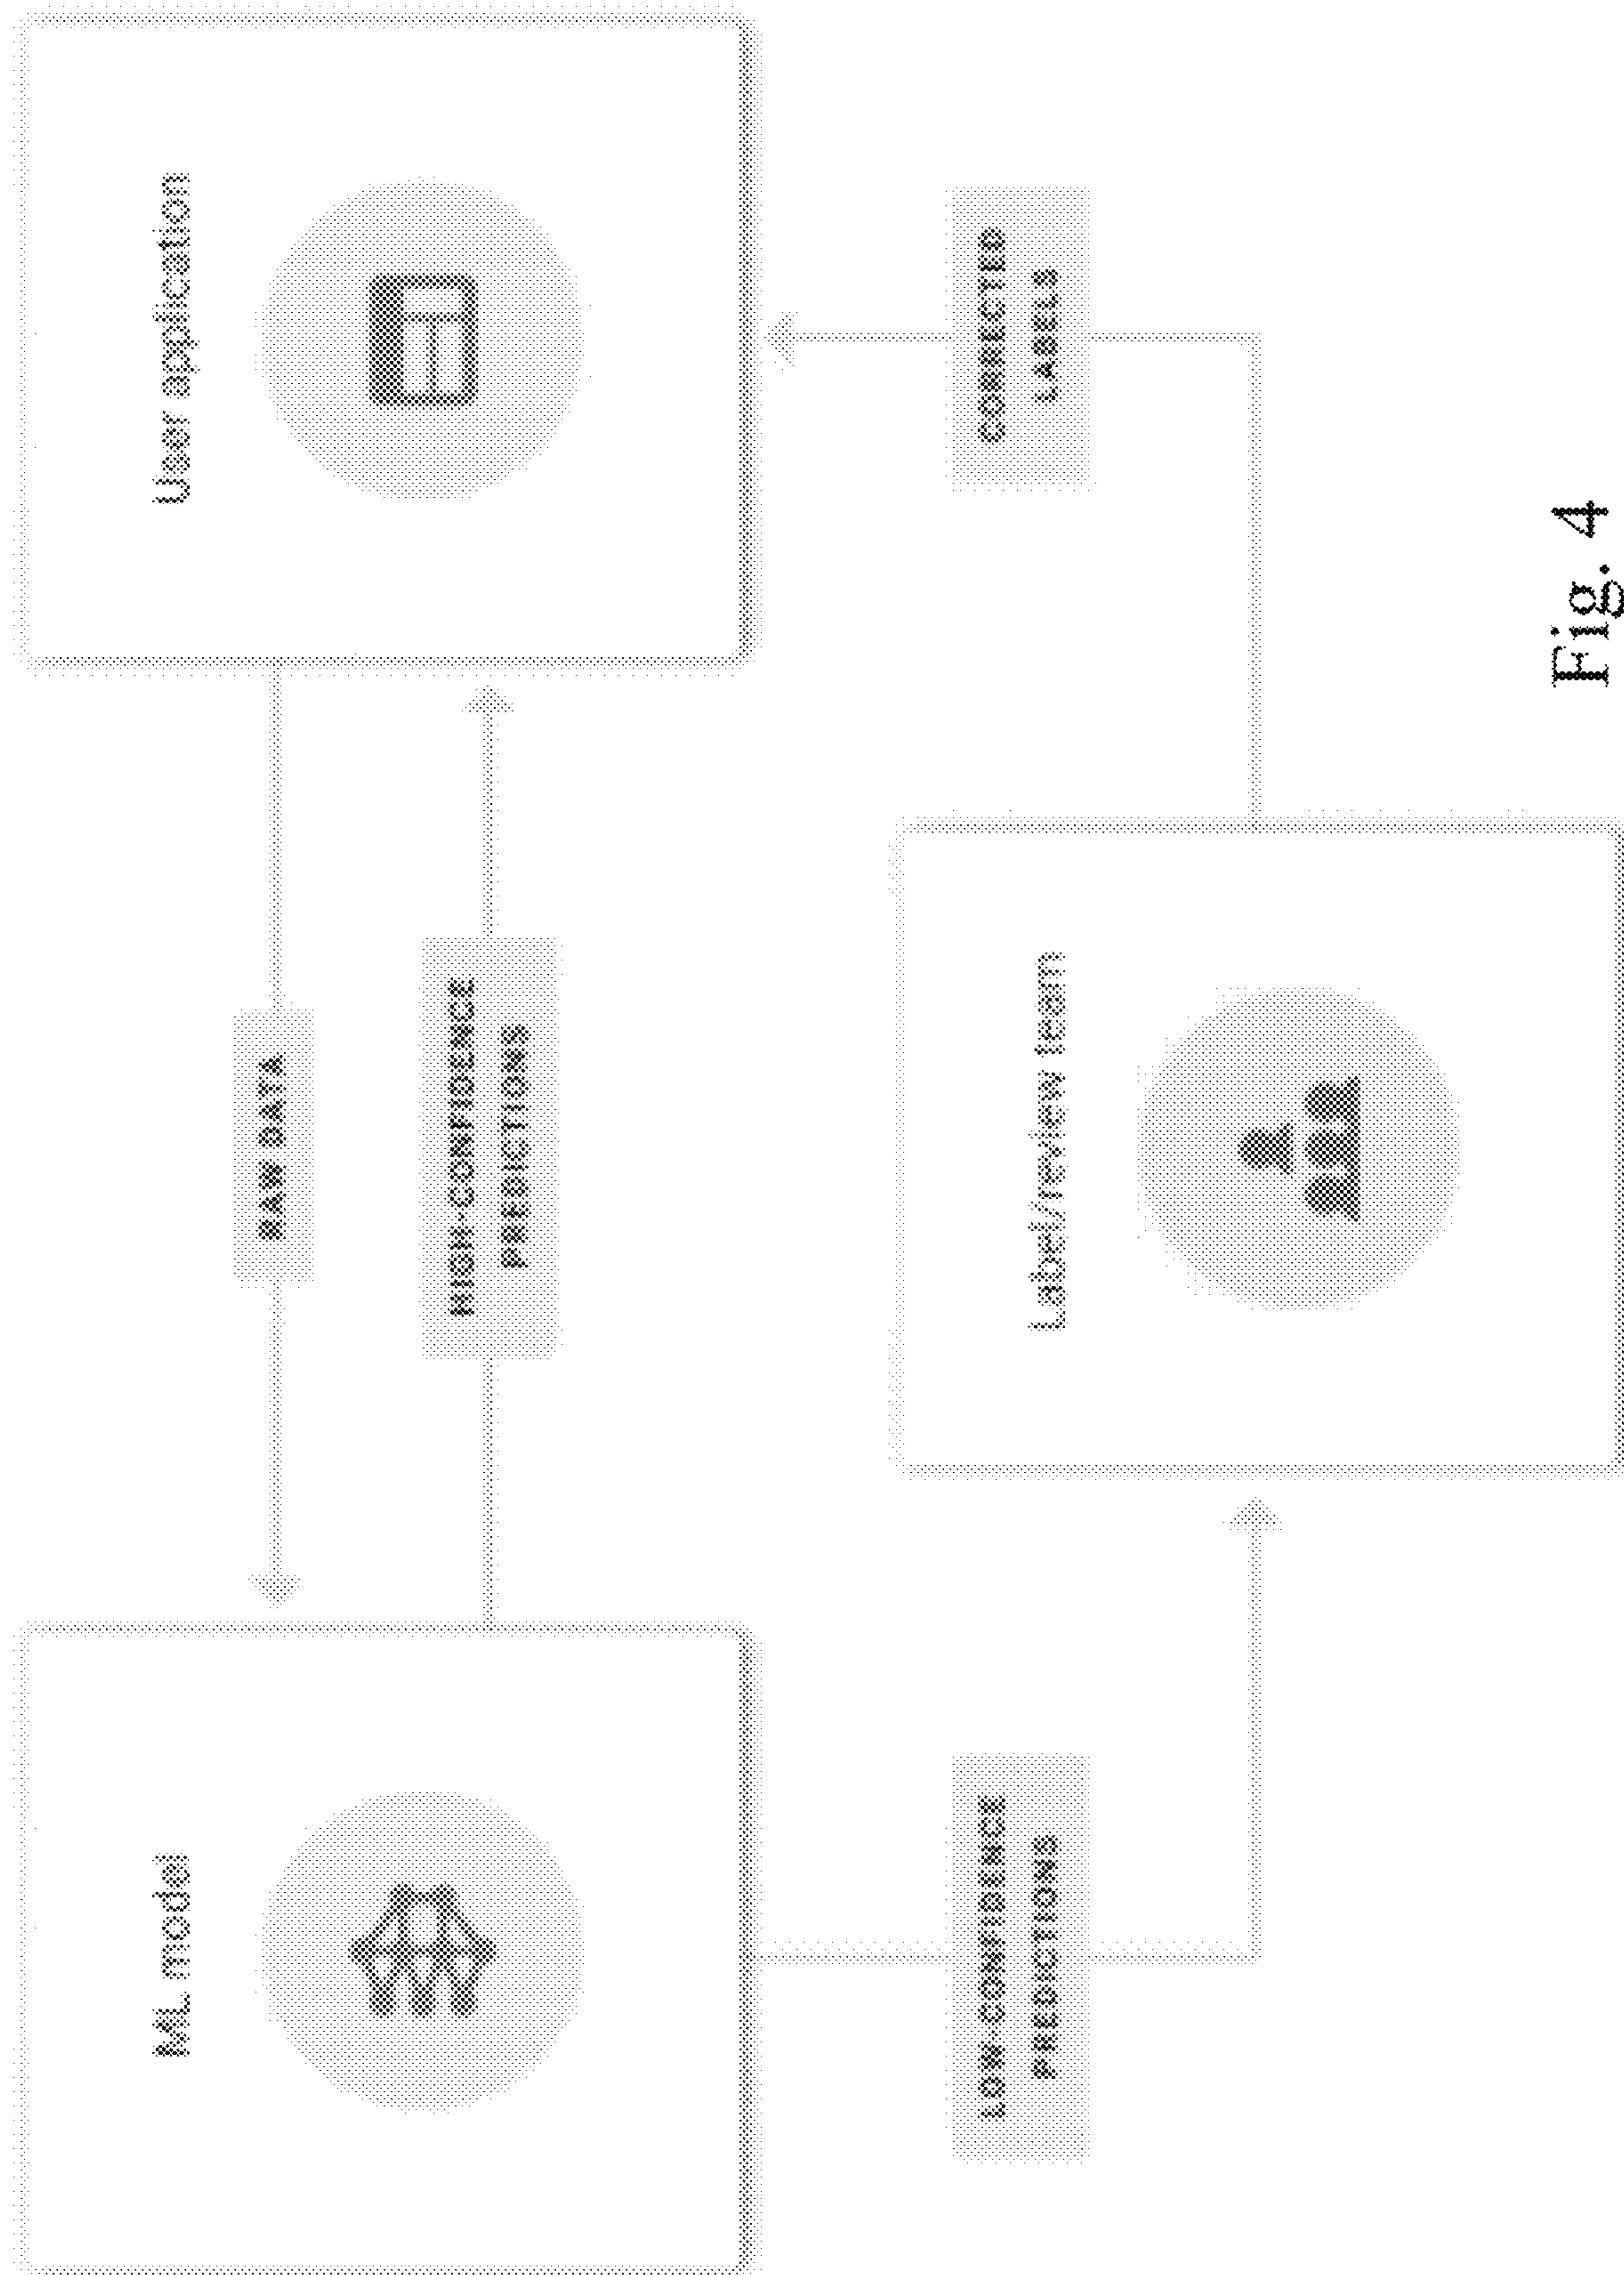 ML model
User application
RAW DATA
HIGH-CONFIDENCE
PREDICTIONS
LOW-CONFIDENCE
PREDICTIONS
Label/review team
CORRECTED
LABELS
Fig. 4